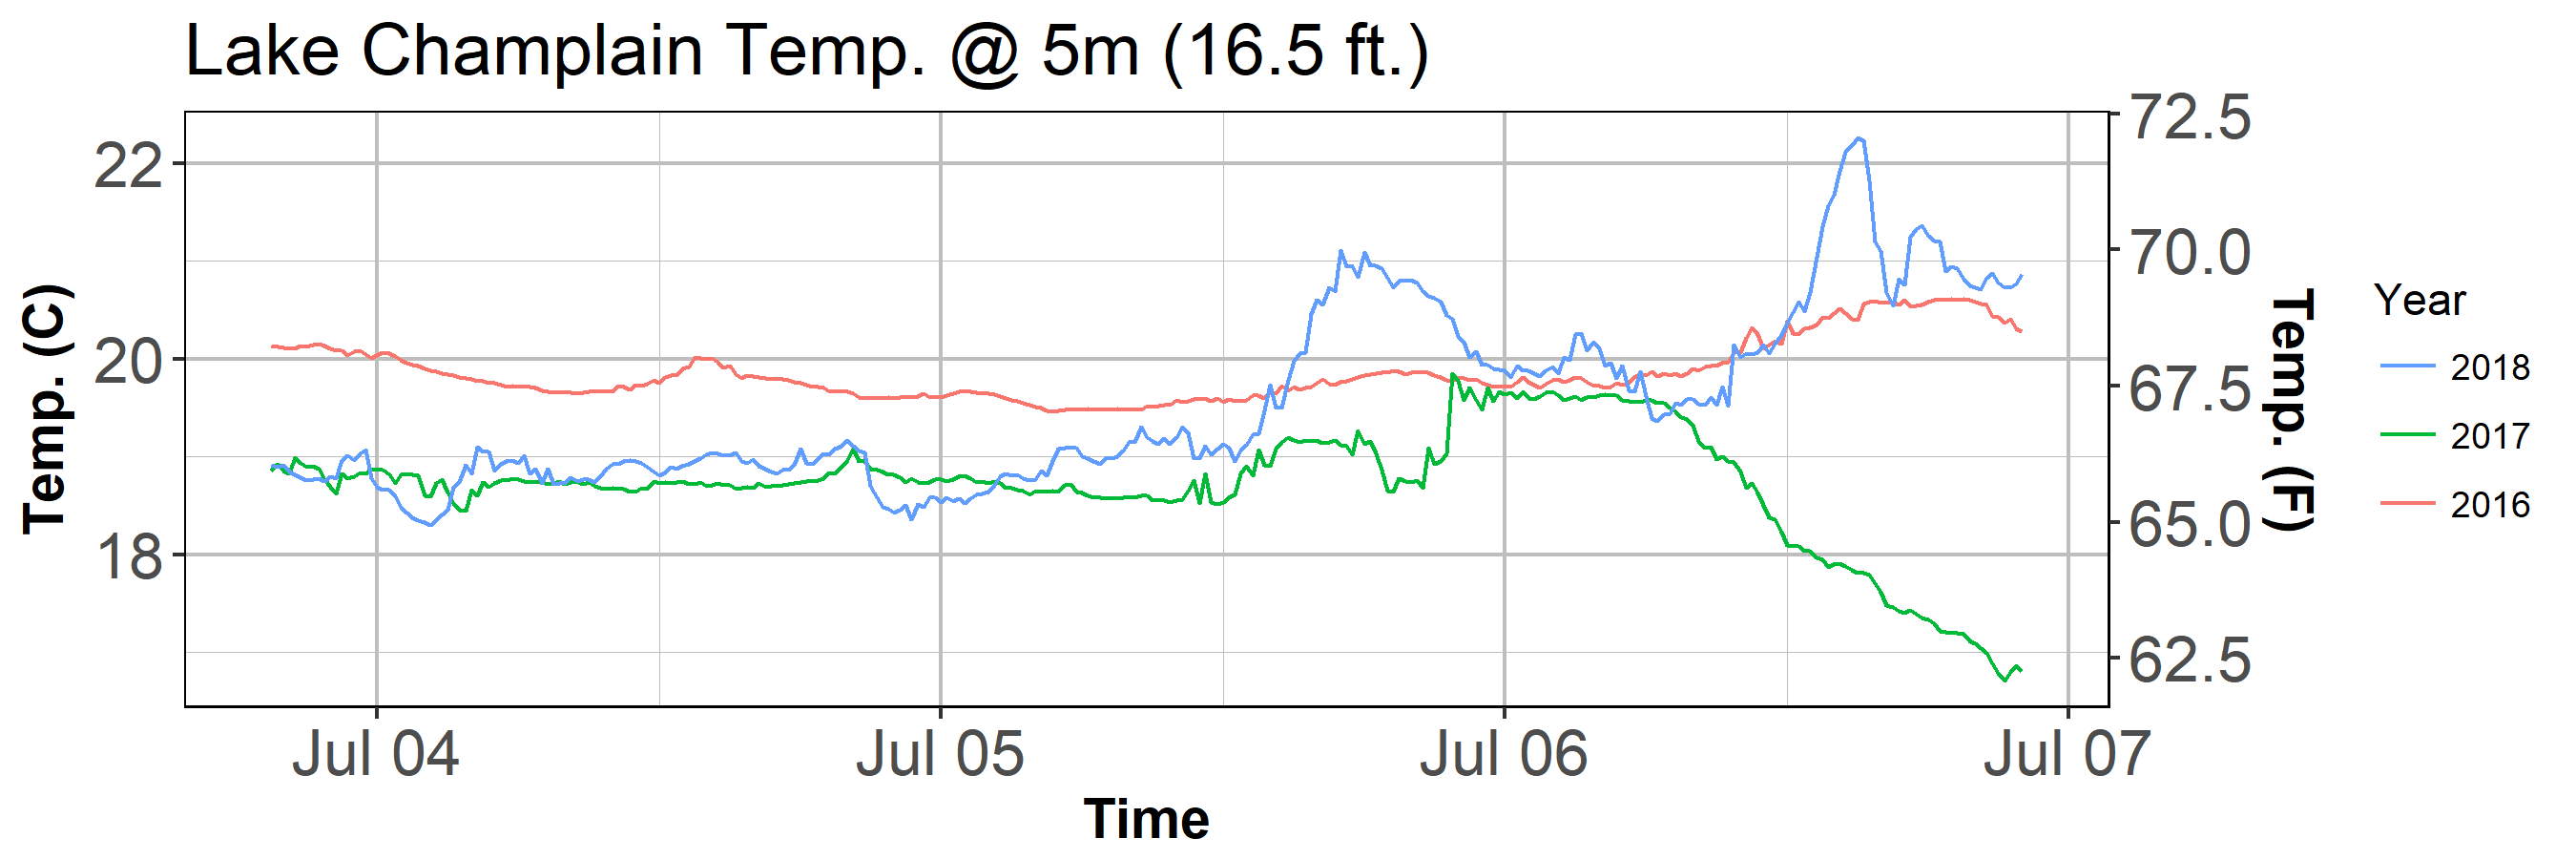 Lake Champlain Temp. @ 5m (16.5 ft.)
Temp. (C)
22
20
18
72.5
70.0
67.5
65.0
62.5
Temp. (F)
Jul 04
Jul 05
Jul 06
Jul 07
Time
Year
2018
2017
2016